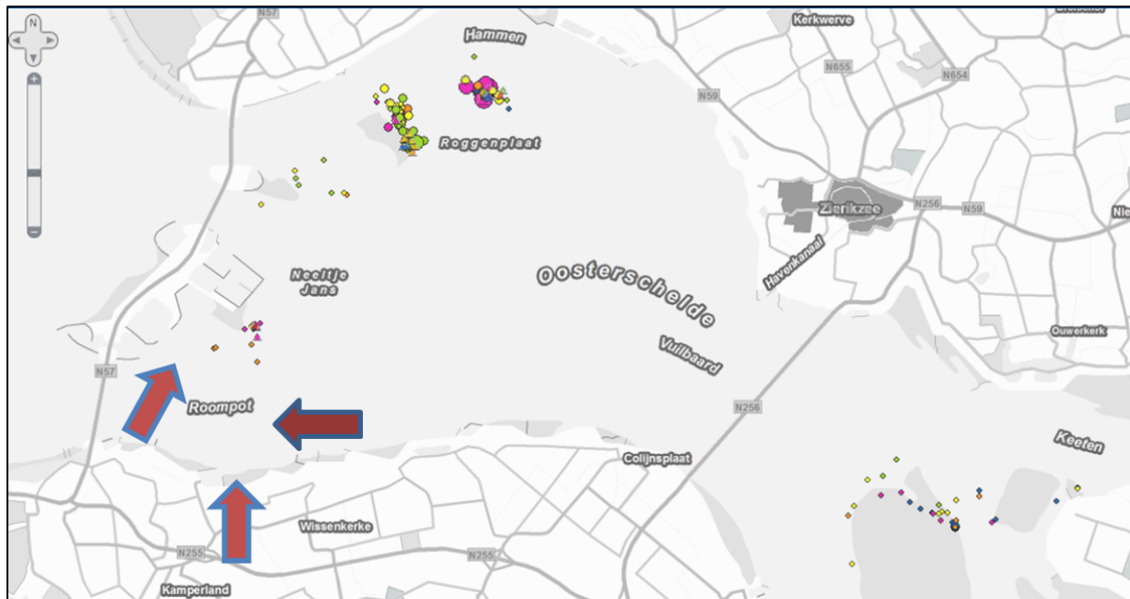 N
N57
Hammen
Kerkwerve
N655
N654
N59
Roggenplaat
Zierikzee
N256
N59
Nie
Havenkanaal
Neeltje
Jans
Oosterschelde
Vuilbaard
Ouwerkerk
N57
Roompot
N256
Keeten
Colijnsplaat
Wissenkerke
N255
N255
Kamperland